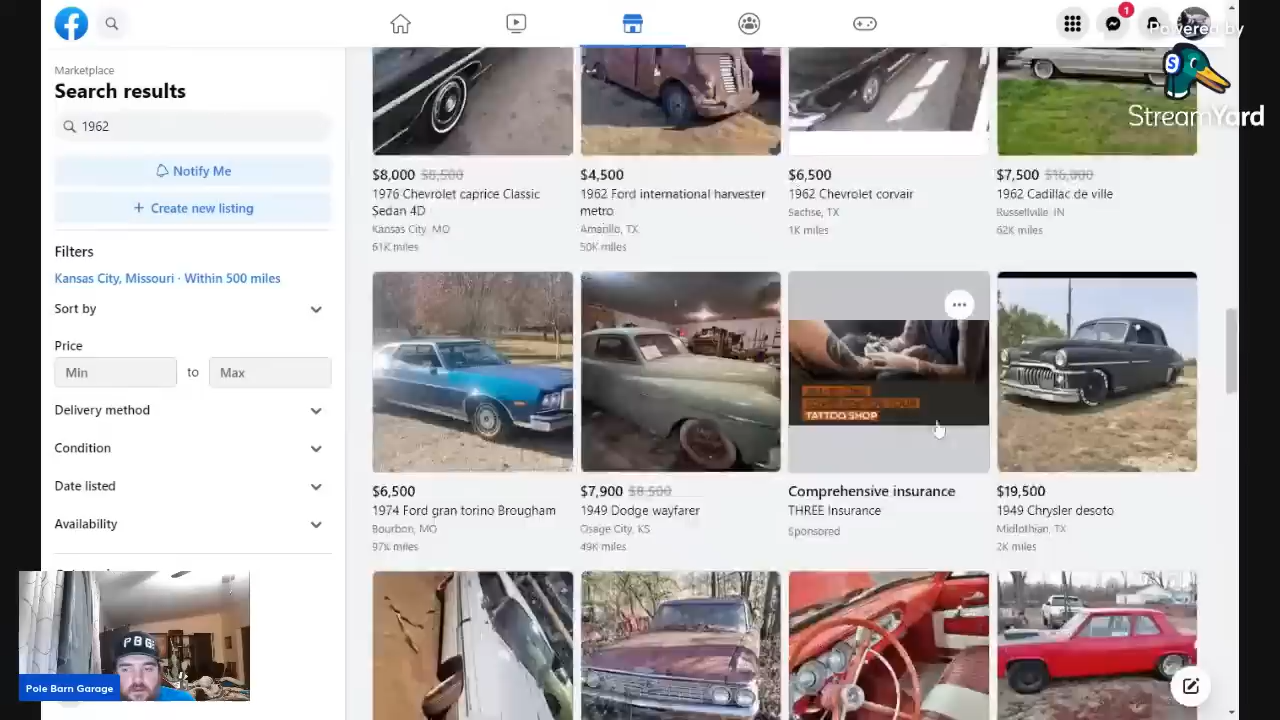 1
Powered by
S
StreamYard
Marketplace
Search results
1962
Notify Me
+ Create new listing
Filters
Kansas City, Missouri · Within 500 miles
Sort by
Price
Min to Max
Delivery method
Condition
Date listed
Availability
$8,000 $8,500
1976 Chevrolet caprice Classic
Sedan 4D
Kansas City, MO
61K miles
$4,500
1962 Ford international harvester
metro
Amarillo, TX
50K miles
$6,500
1962 Chevrolet corvair
Sachse, TX
1K miles
$7,500 $16,000
1962 Cadillac de ville
Russellville, IN
62K miles
$6,500
1974 Ford gran torino Brougham
Bourbon, MO
97K miles
$7,900 $8,500
1949 Dodge wayfarer
Osage City, KS
49K miles
TATTOO SHOP
Comprehensive insurance
THREE Insurance
Sponsored
$19,500
1949 Chrysler desoto
Midlothian, TX
2K miles
PBG
Pole Barn Garage